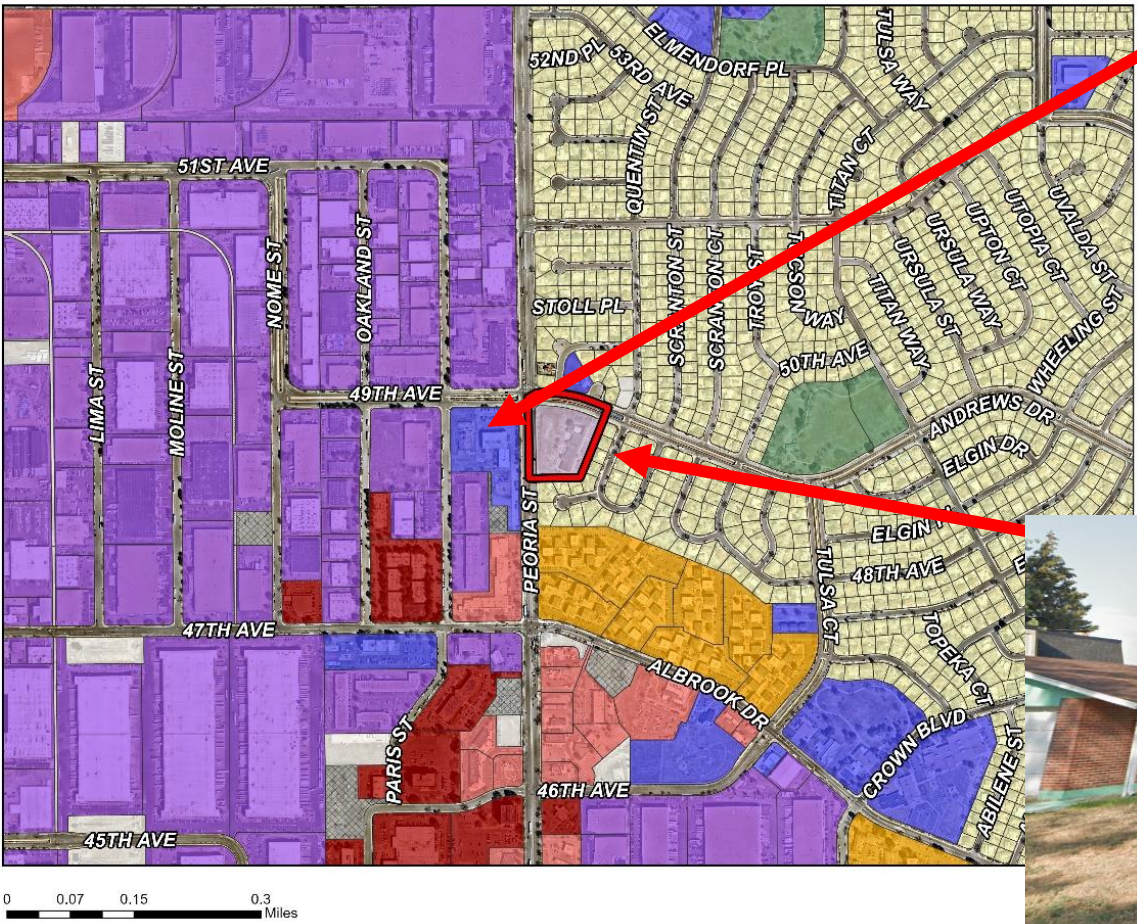 52ND PL
53RD AVE
ELMENDORF PL
TULSA WAY
QUENTIN ST
TITAN CT
51ST AVE
UVALDA ST
UTOPIA CT
UPTON CT
URSULA WAY
URSULA ST
NOME ST
OAKLAND ST
SCRANTON ST
SCRANTON CT
TROY ST
TUCSON WAY
TITAN WAY
STOLL PL
WHEELING ST
50TH AVE
LIMA ST
MOLINE ST
49TH AVE
ANDREWS DR
ELGIN DR
PEORIA ST
48TH AVE
TULSA CT
47TH AVE
TOPEKA CT
ALBROOK DR
CROWN BLVD
PARIS ST
46TH AVE
ABILENE ST
45TH AVE
0 0.07 0.15 0.3
Miles